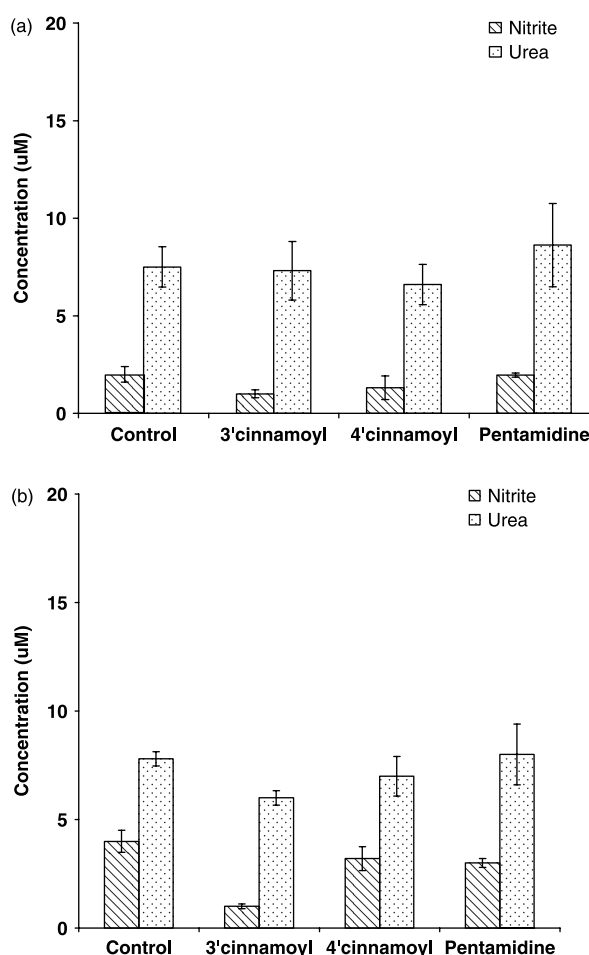 (a)
20
15
10
5
0
Concentration (uM)
Nitrite
Urea
Control 3'cinnamoyl 4'cinnamoyl Pentamidine
(b)
20
15
10
5
0
Concentration (uM)
Nitrite
Urea
Control 3'cinnamoyl 4'cinnamoyl Pentamidine